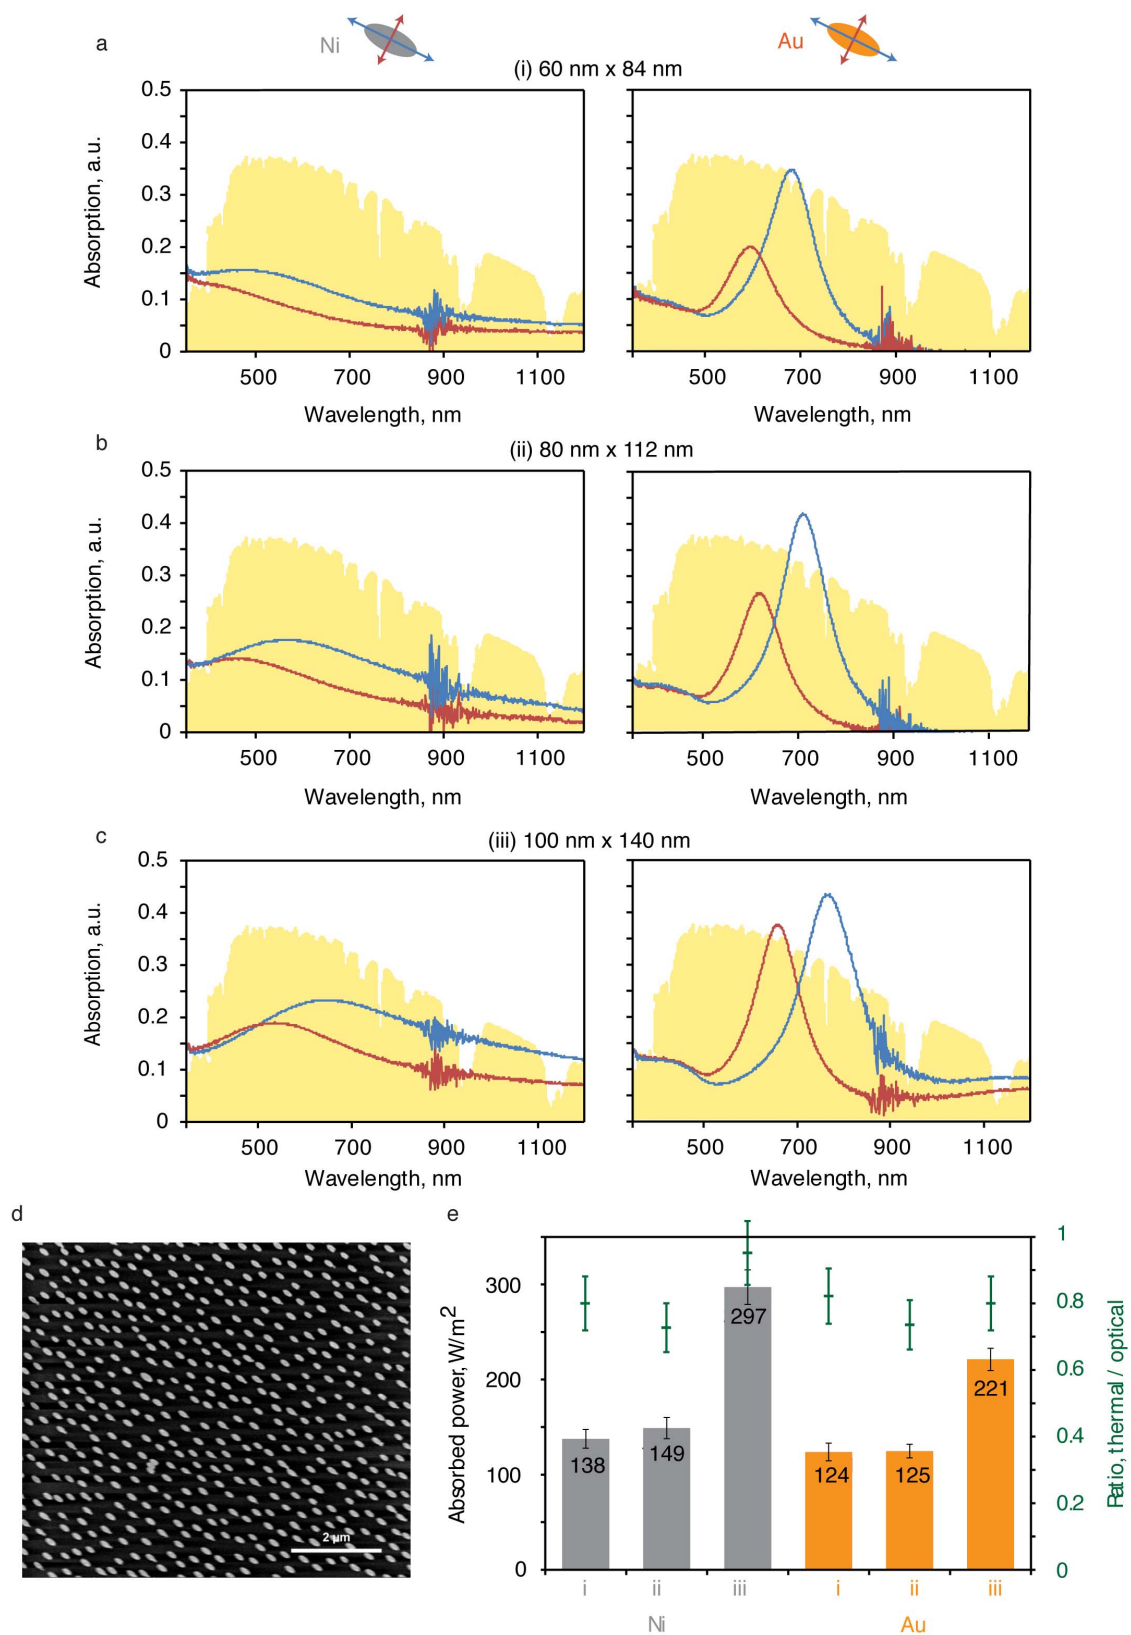 a
Ni
Au
(i) 60 nm x 84 nm
Absorption, a.u.
0.5
0.4
0.3
0.2
0.1
0
500 700 900 1100
500 700 900 1100
Wavelength, nm
Wavelength, nm
b
(ii) 80 nm x 112 nm
Absorption, a.u.
0.5
0.4
0.3
0.2
0.1
0
500 700 900 1100
500 700 900 1100
Wavelength, nm
Wavelength, nm
c
(iii) 100 nm x 140 nm
Absorption, a.u.
0.5
0.4
0.3
0.2
0.1
0
500 700 900 1100
500 700 900 1100
Wavelength, nm
Wavelength, nm
d
2 µm
e
Absorbed power, W/m2
300
200
100
0
138
149
297
124
125
221
1
0.8
0.6
0.4
0.2
0
Ratio, thermal / optical
i ii iii i ii iii
Ni Au